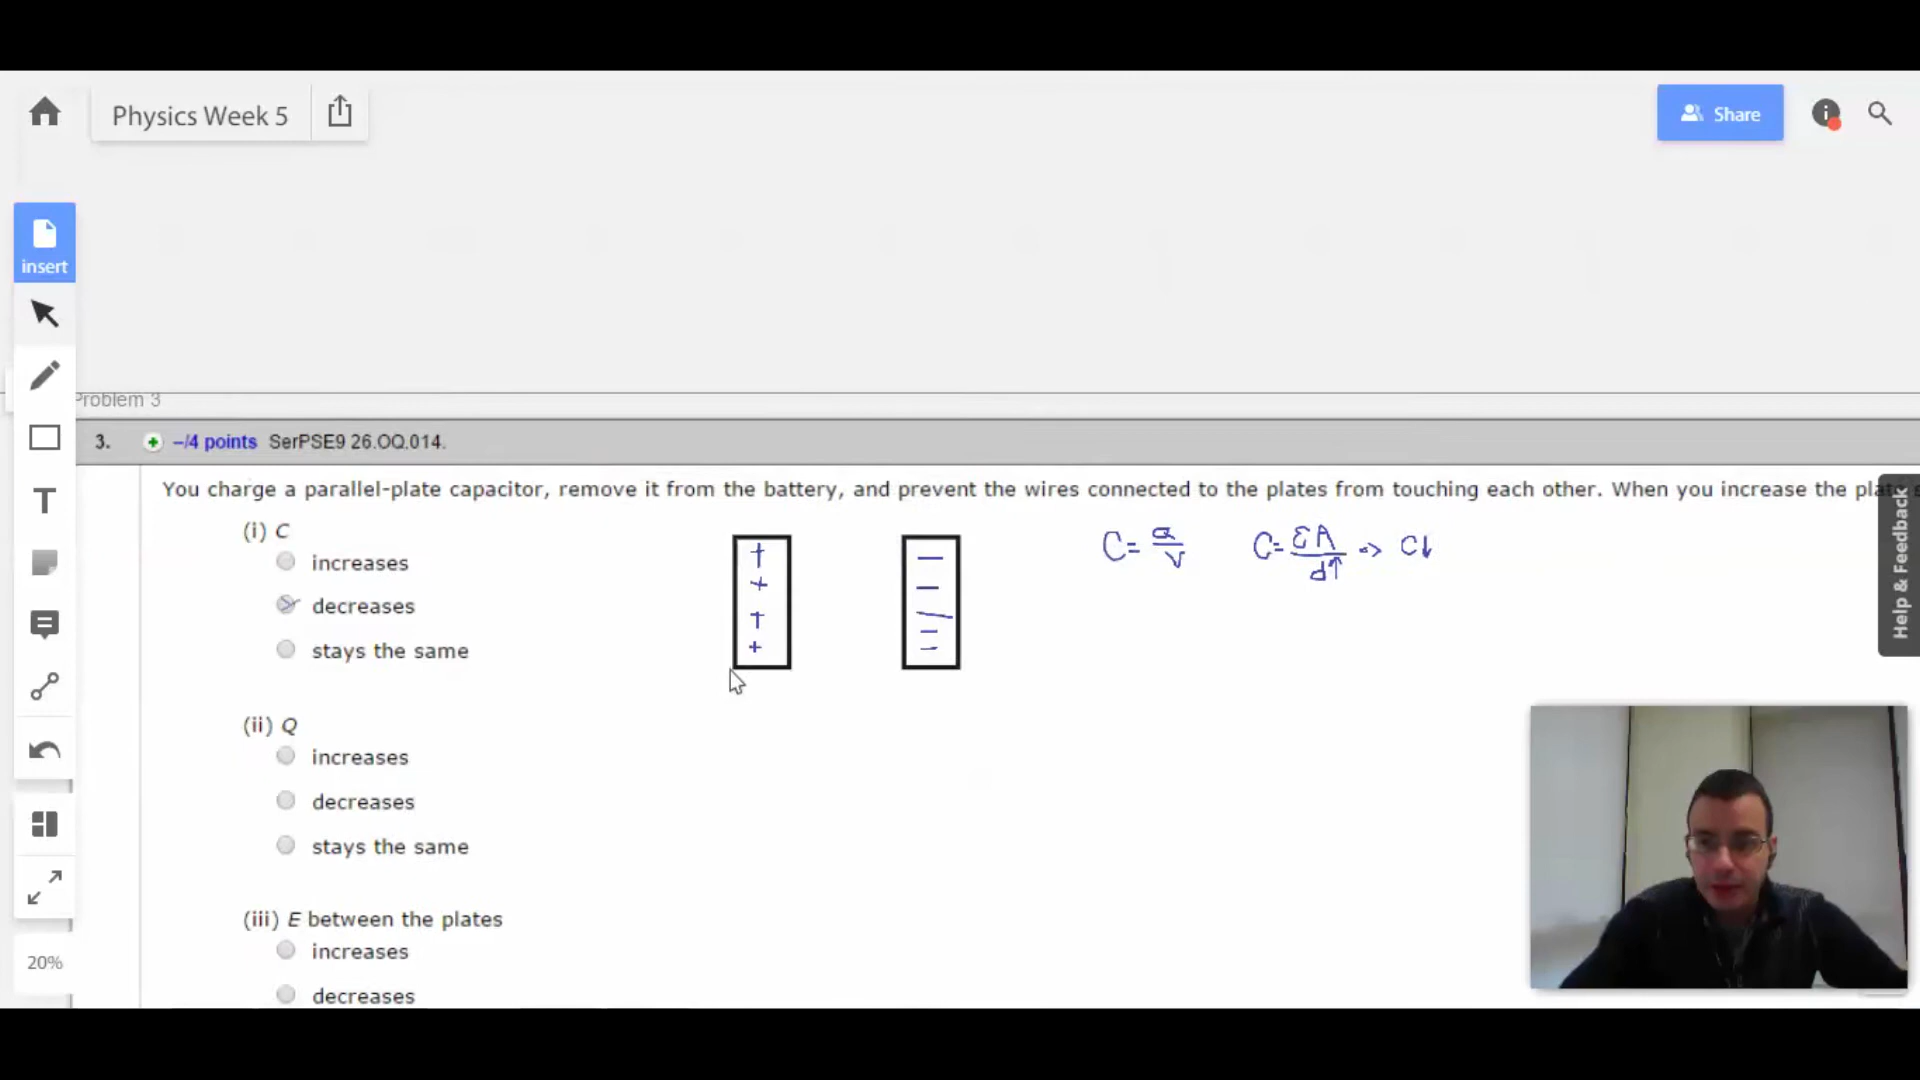 Physics Week 5
Share
insert
Problem 3
3. –/4 points SerPSE9 26.OQ.014.
You charge a parallel-plate capacitor, remove it from the battery, and prevent the wires connected to the plates from touching each other. When you increase the
(i) C
increases
decreases
stays the same
+
+
+
+
–
–
–
–
–
C= Q/V
C= εA/d↑ => C↓
(ii) Q
increases
decreases
stays the same
(iii) E between the plates
increases
decreases
T
20%
Help & Feedback